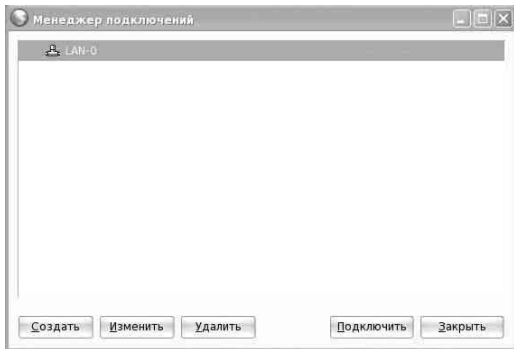 Менеджер подключений
LAN-0
Создать Изменить Удалить Подключить Закрыть